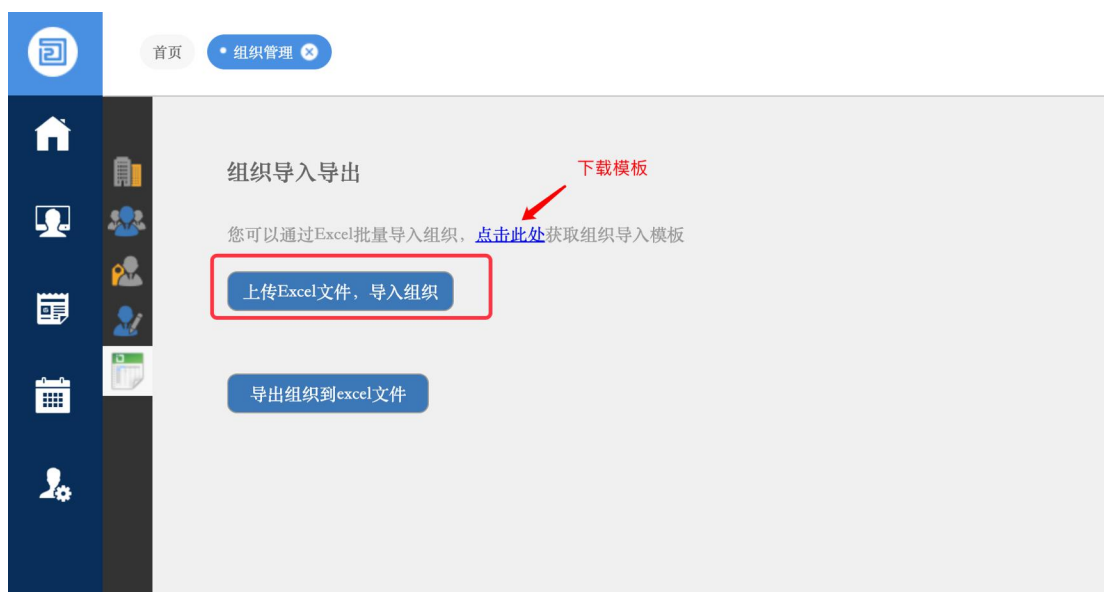 首页
• 组织管理
组织导入导出
下载模板
您可以通过Excel批量导入组织，点击此处获取组织导入模板
上传Excel文件，导入组织
导出组织到excel文件